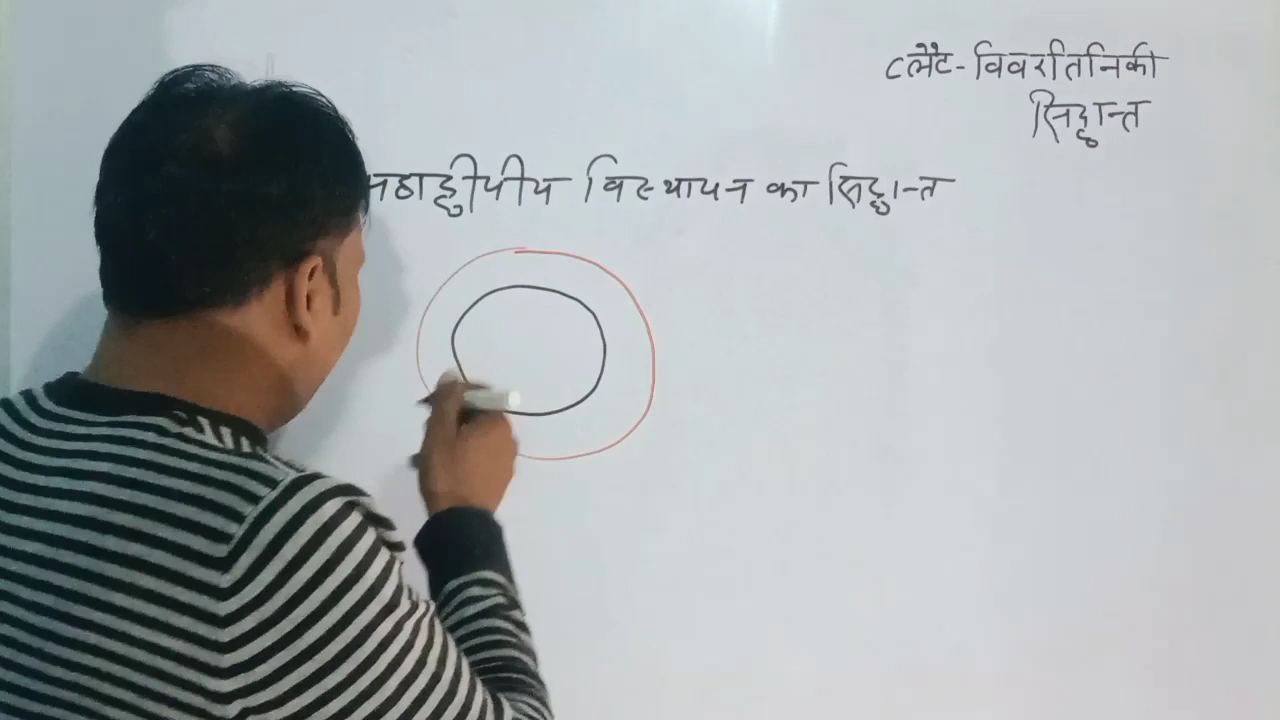 प्लेट-विवर्तनिकी
सिद्धान्त
महाद्वीपीय विस्थापन का सिद्धान्त